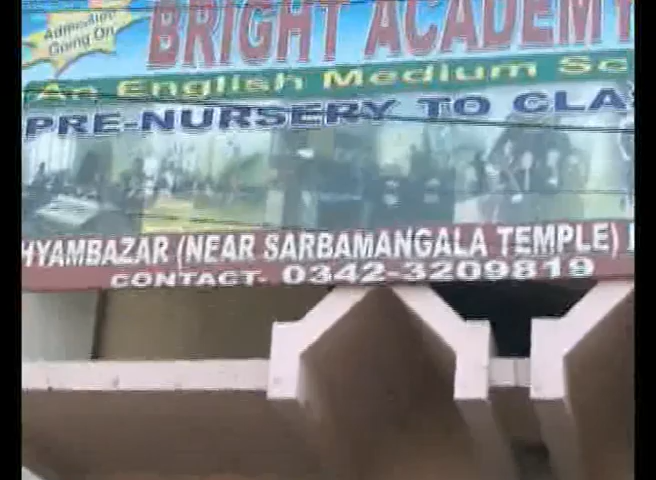 Admission
Going On
BRIGHT ACADEMY
An English Medium
PRE-NURSERY TO
HYAMBAZAR (NEAR SARBAMANGALA TEMPLE)
CONTACT. 0342-3209819